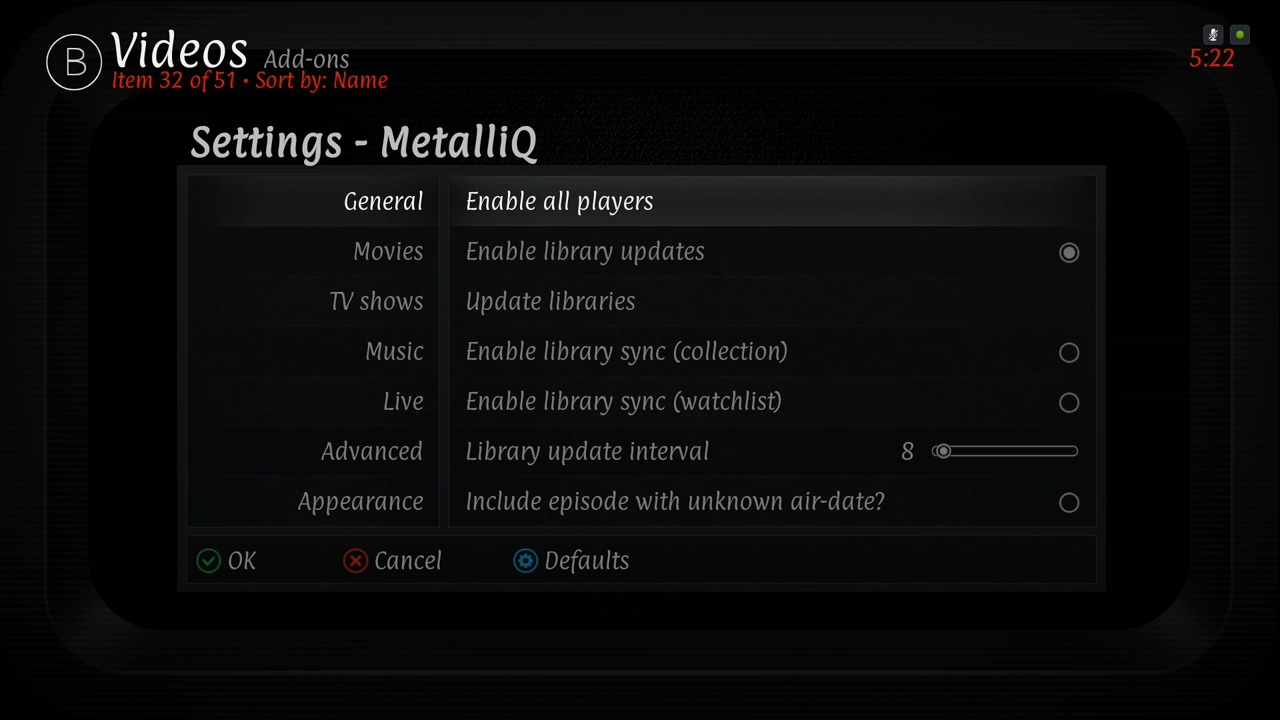 B
Videos Add-ons
Item 32 of 51 • Sort by: Name
5:22
Settings - MetalliQ
General
Movies
TV shows
Music
Live
Advanced
Appearance
Enable all players
Enable library updates
Update libraries
Enable library sync (collection)
Enable library sync (watchlist)
Library update interval 8
Include episode with unknown air-date?
OK Cancel Defaults